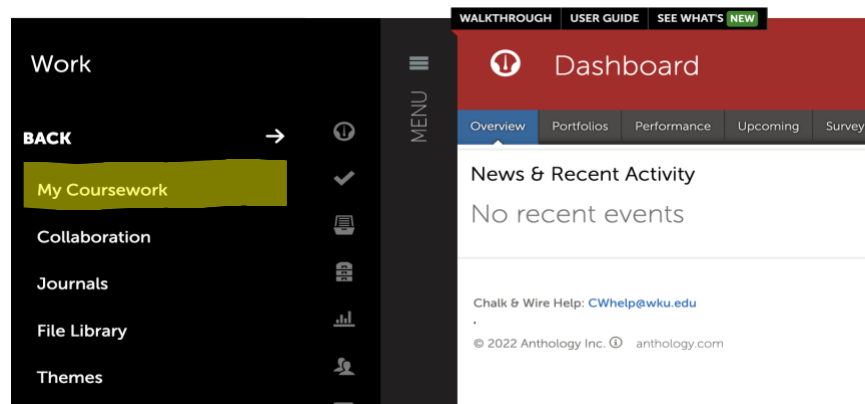 WALKTHROUGH USER GUIDE SEE WHAT'S NEW
Work
MENU
Dashboard
BACK
Overview Portfolios Performance Upcoming Survey
My Coursework
News & Recent Activity
No recent events
Collaboration
Journals
File Library
Themes
Chalk & Wire Help: CWhelp@wku.edu
.
© 2022 Anthology Inc. anthology.com